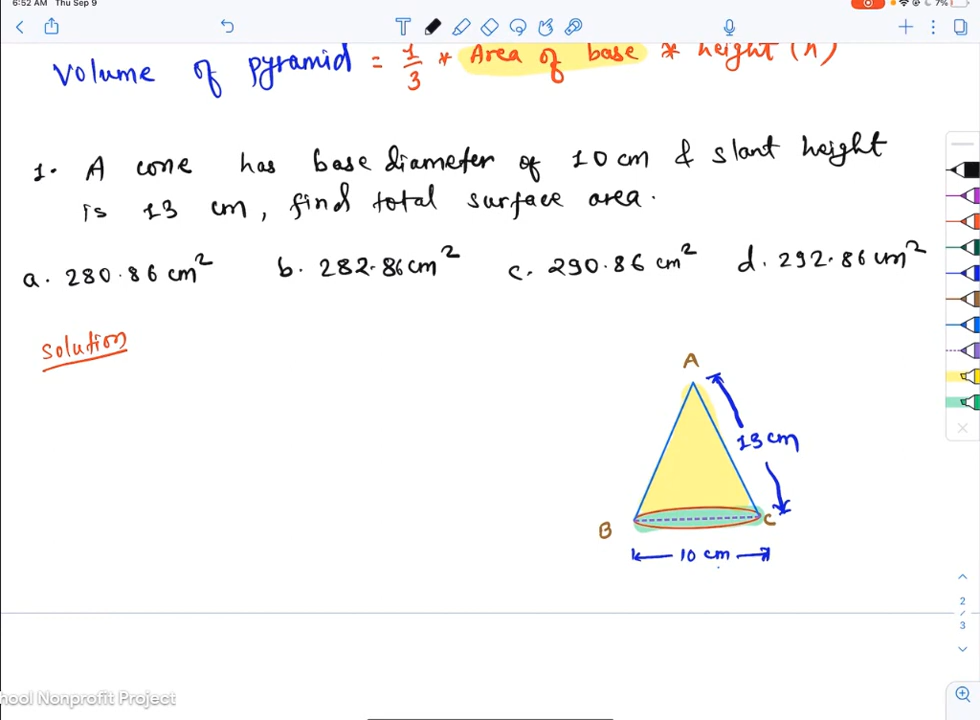 6:52 AM Thu Sep 9
7%
Volume of pyramid = 1/3 * Area of base * height (h)
1. A cone has base diameter of 10 cm & slant height
is 13 cm, find total surface area.
a. 280.86 cm² b. 282.86 cm² c. 290.86 cm² d. 292.86 cm²
solution
A
13 cm
B
C
10 cm
2
/
3
hool Nonprofit Project